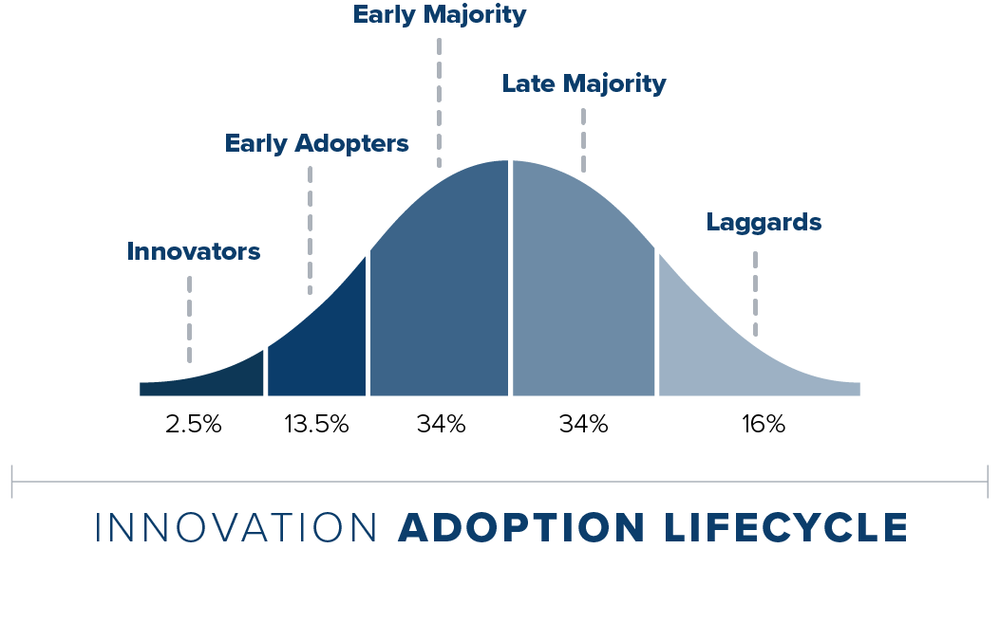 Early Majority
Late Majority
Early Adopters
Laggards
Innovators
2.5% 13.5% 34% 34% 16%
INNOVATION ADOPTION LIFECYCLE